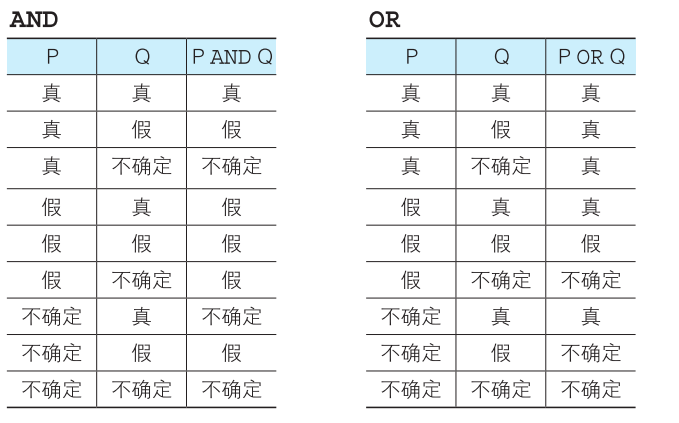 AND
P Q P AND Q
真 真 真
真 假 假
真 不确定 不确定
假 真 假
假 假 假
假 不确定 假
不确定 真 不确定
不确定 假 假
不确定 不确定 不确定
OR
P Q P OR Q
真 真 真
真 假 真
真 不确定 真
假 真 真
假 假 假
假 不确定 不确定
不确定 真 真
不确定 假 不确定
不确定 不确定 不确定